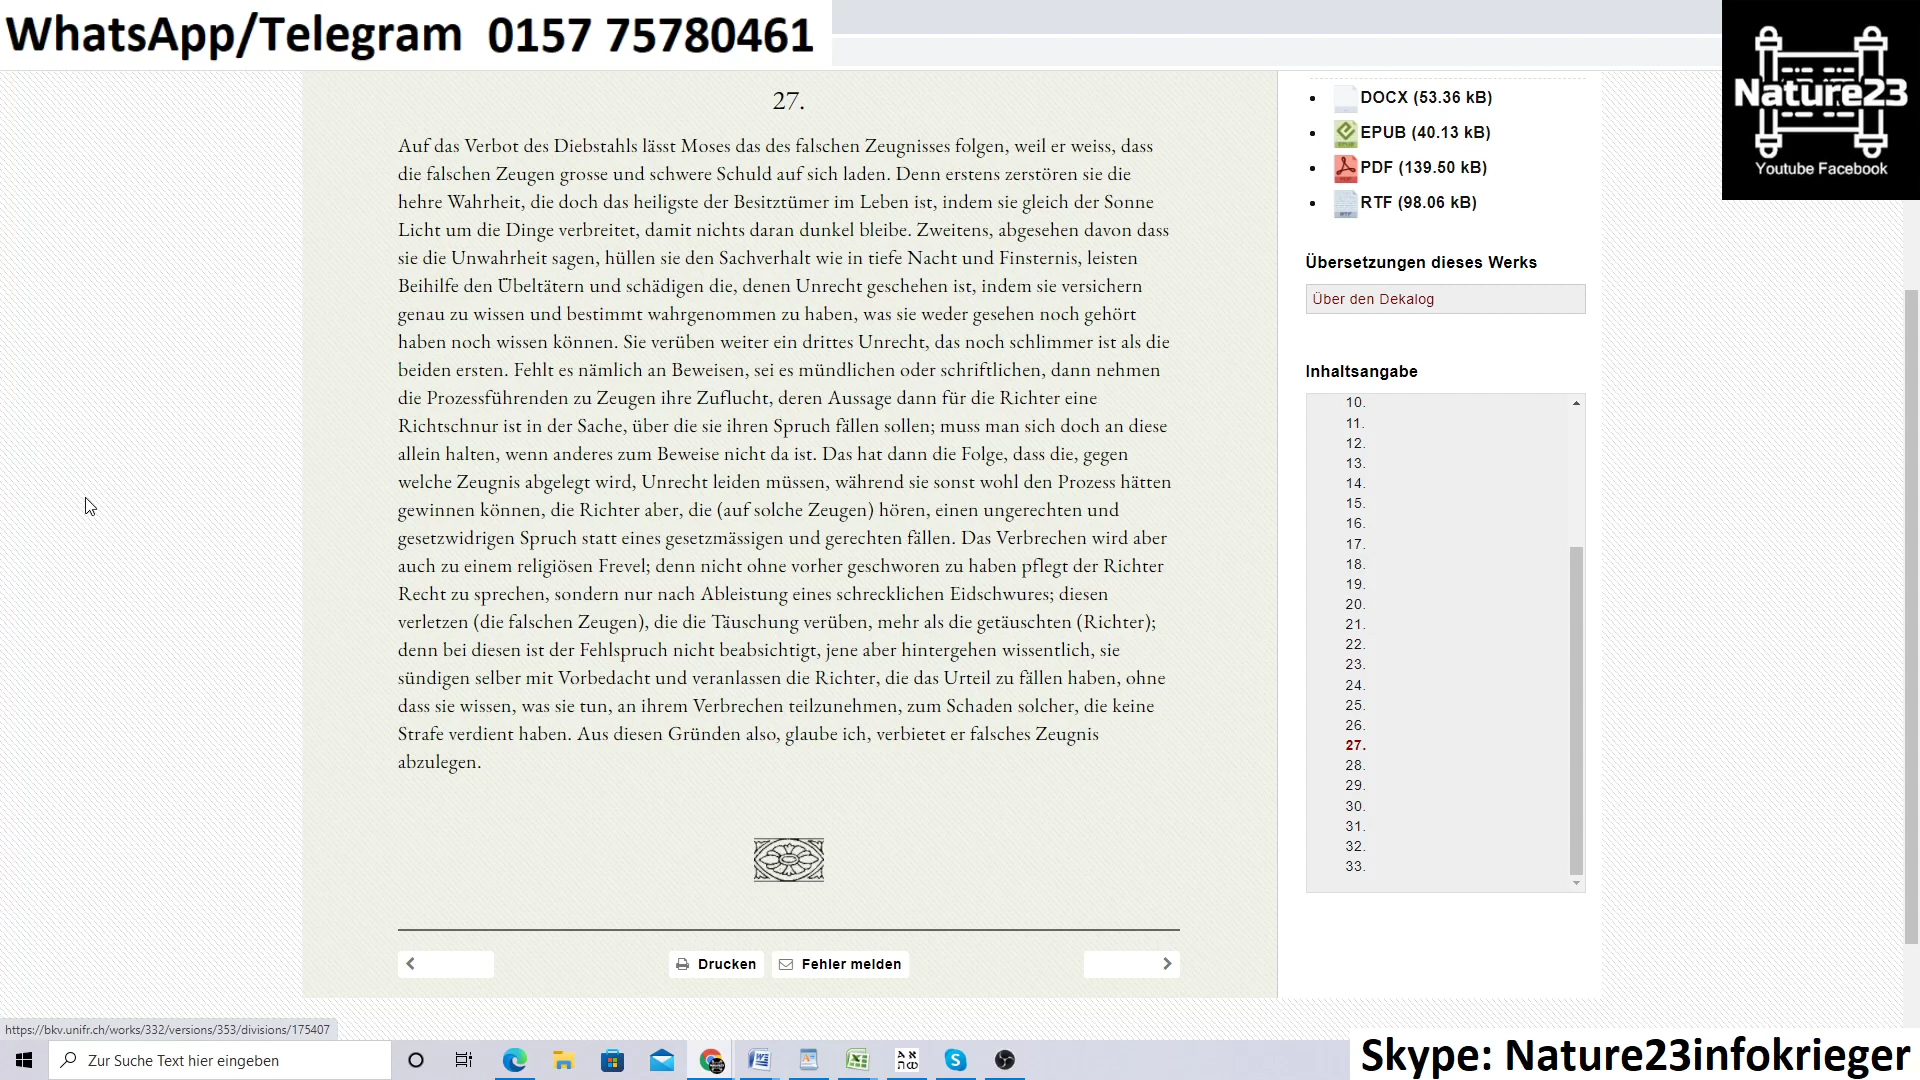 WhatsApp/Telegram 0157 75780461
Nature23
Youtube Facebook
27.
Auf das Verbot des Diebstahls lässt Moses das des falschen Zeugnisses folgen, weil er weiss, dass
die falschen Zeugen grosse und schwere Schuld auf sich laden. Denn erstens zerstören sie die
hehre Wahrheit, die doch das heiligste der Besitztümer im Leben ist, indem sie gleich der Sonne
Licht um die Dinge verbreitet, damit nichts daran dunkel bleibe. Zweitens, abgesehen davon dass
sie die Unwahrheit sagen, hüllen sie den Sachverhalt wie in tiefe Nacht und Finsternis, leisten
Beihilfe den Übeltätern und schädigen die, denen Unrecht geschehen ist, indem sie versichern
genau zu wissen und bestimmt wahrgenommen zu haben, was sie weder gesehen noch gehört
haben noch wissen können. Sie verüben weiter ein drittes Unrecht, das noch schlimmer ist als die
beiden ersten. Fehlt es nämlich an Beweisen, sei es mündlichen oder schriftlichen, dann nehmen
die Prozessführenden zu Zeugen ihre Zuflucht, deren Aussage dann für die Richter eine
Richtschnur ist in der Sache, über die sie ihren Spruch fällen sollen; muss man sich doch an diese
allein halten, wenn anderes zum Beweise nicht da ist. Das hat dann die Folge, dass die, gegen
welche Zeugnis abgelegt wird, Unrecht leiden müssen, während sie sonst wohl den Prozess hätten
gewinnen können, die Richter aber, die (auf solche Zeugen) hören, einen ungerechten und
gesetzwidrigen Spruch statt eines gesetzmässigen und gerechten fällen. Das Verbrechen wird aber
auch zu einem religiösen Frevel; denn nicht ohne vorher geschworen zu haben pflegt der Richter
Recht zu sprechen, sondern nur nach Ableistung eines schrecklichen Eidschwures; diesen
verletzen (die falschen Zeugen), die die Täuschung verüben, mehr als die getäuschten (Richter);
denn bei diesen ist der Fehlspruch nicht beabsichtigt, jene aber hintergehen wissentlich, sie
sündigen selber mit Vorbedacht und veranlassen die Richter, die das Urteil zu fällen haben, ohne
dass sie wissen, was sie tun, an ihrem Verbrechen teilzunehmen, zum Schaden solcher, die keine
Strafe verdient haben. Aus diesen Gründen also, glaube ich, verbietet er falsches Zeugnis
abzulegen.
Drucken
Fehler melden
DOCX (53.36 kB)
EPUB (40.13 kB)
PDF (139.50 kB)
RTF (98.06 kB)
Übersetzungen dieses Werks
Über den Dekalog
Inhaltsangabe
10.
11.
12.
13.
14.
15.
16.
17.
18.
19.
20.
21.
22.
23.
24.
25.
26.
27.
28.
29.
30.
31.
32.
33.
https://bkv.unifr.ch/works/332/versions/353/divisions/175407
Zur Suche Text hier eingeben
Skype: Nature23infokrieger